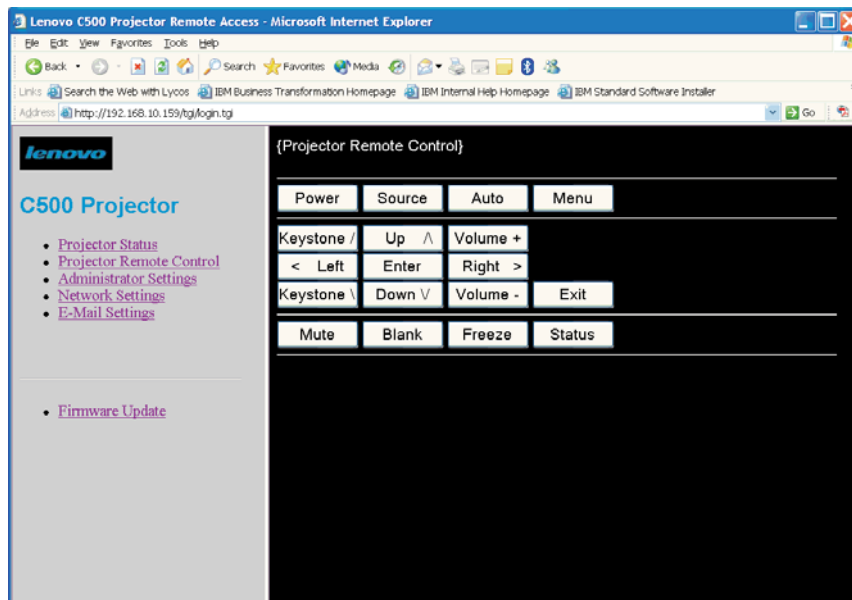 Lenovo C500 Projector Remote Access - Microsoft Internet Explorer
File Edit View Favorites Tools Help
Back Search Favorites Media
Links Search the Web with Lycos IBM Business Transformation Homepage IBM Internal Help Homepage IBM Standard Software Installer
Address http://192.168.10.159/tgi/login.tgi Go
lenovo
C500 Projector
Projector Status
Projector Remote Control
Administrator Settings
Network Settings
E-Mail Settings
Firmware Update
{Projector Remote Control}
Power Source Auto Menu
Keystone / Up /\ Volume +
< Left Enter Right >
Keystone \ Down \/ Volume - Exit
Mute Blank Freeze Status